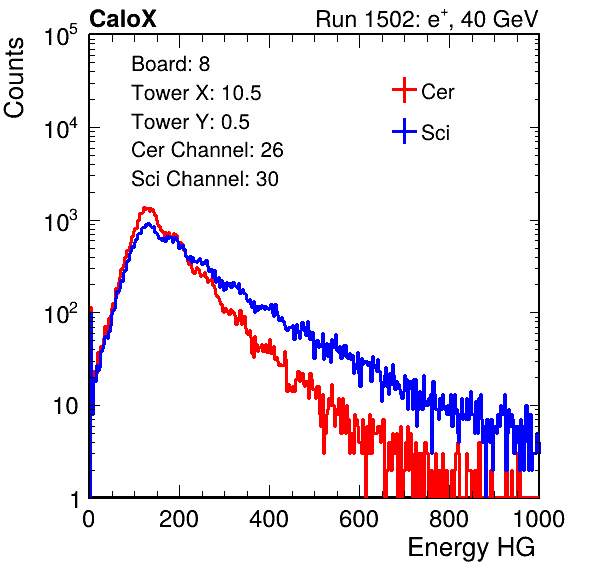 CaloX Run 1502: e+, 40 GeV
Counts
10^5
10^4
10^3
10^2
10
1
Board: 8
Tower X: 10.5
Tower Y: 0.5
Cer Channel: 26
Sci Channel: 30
Cer
Sci
0 200 400 600 800 1000
Energy HG